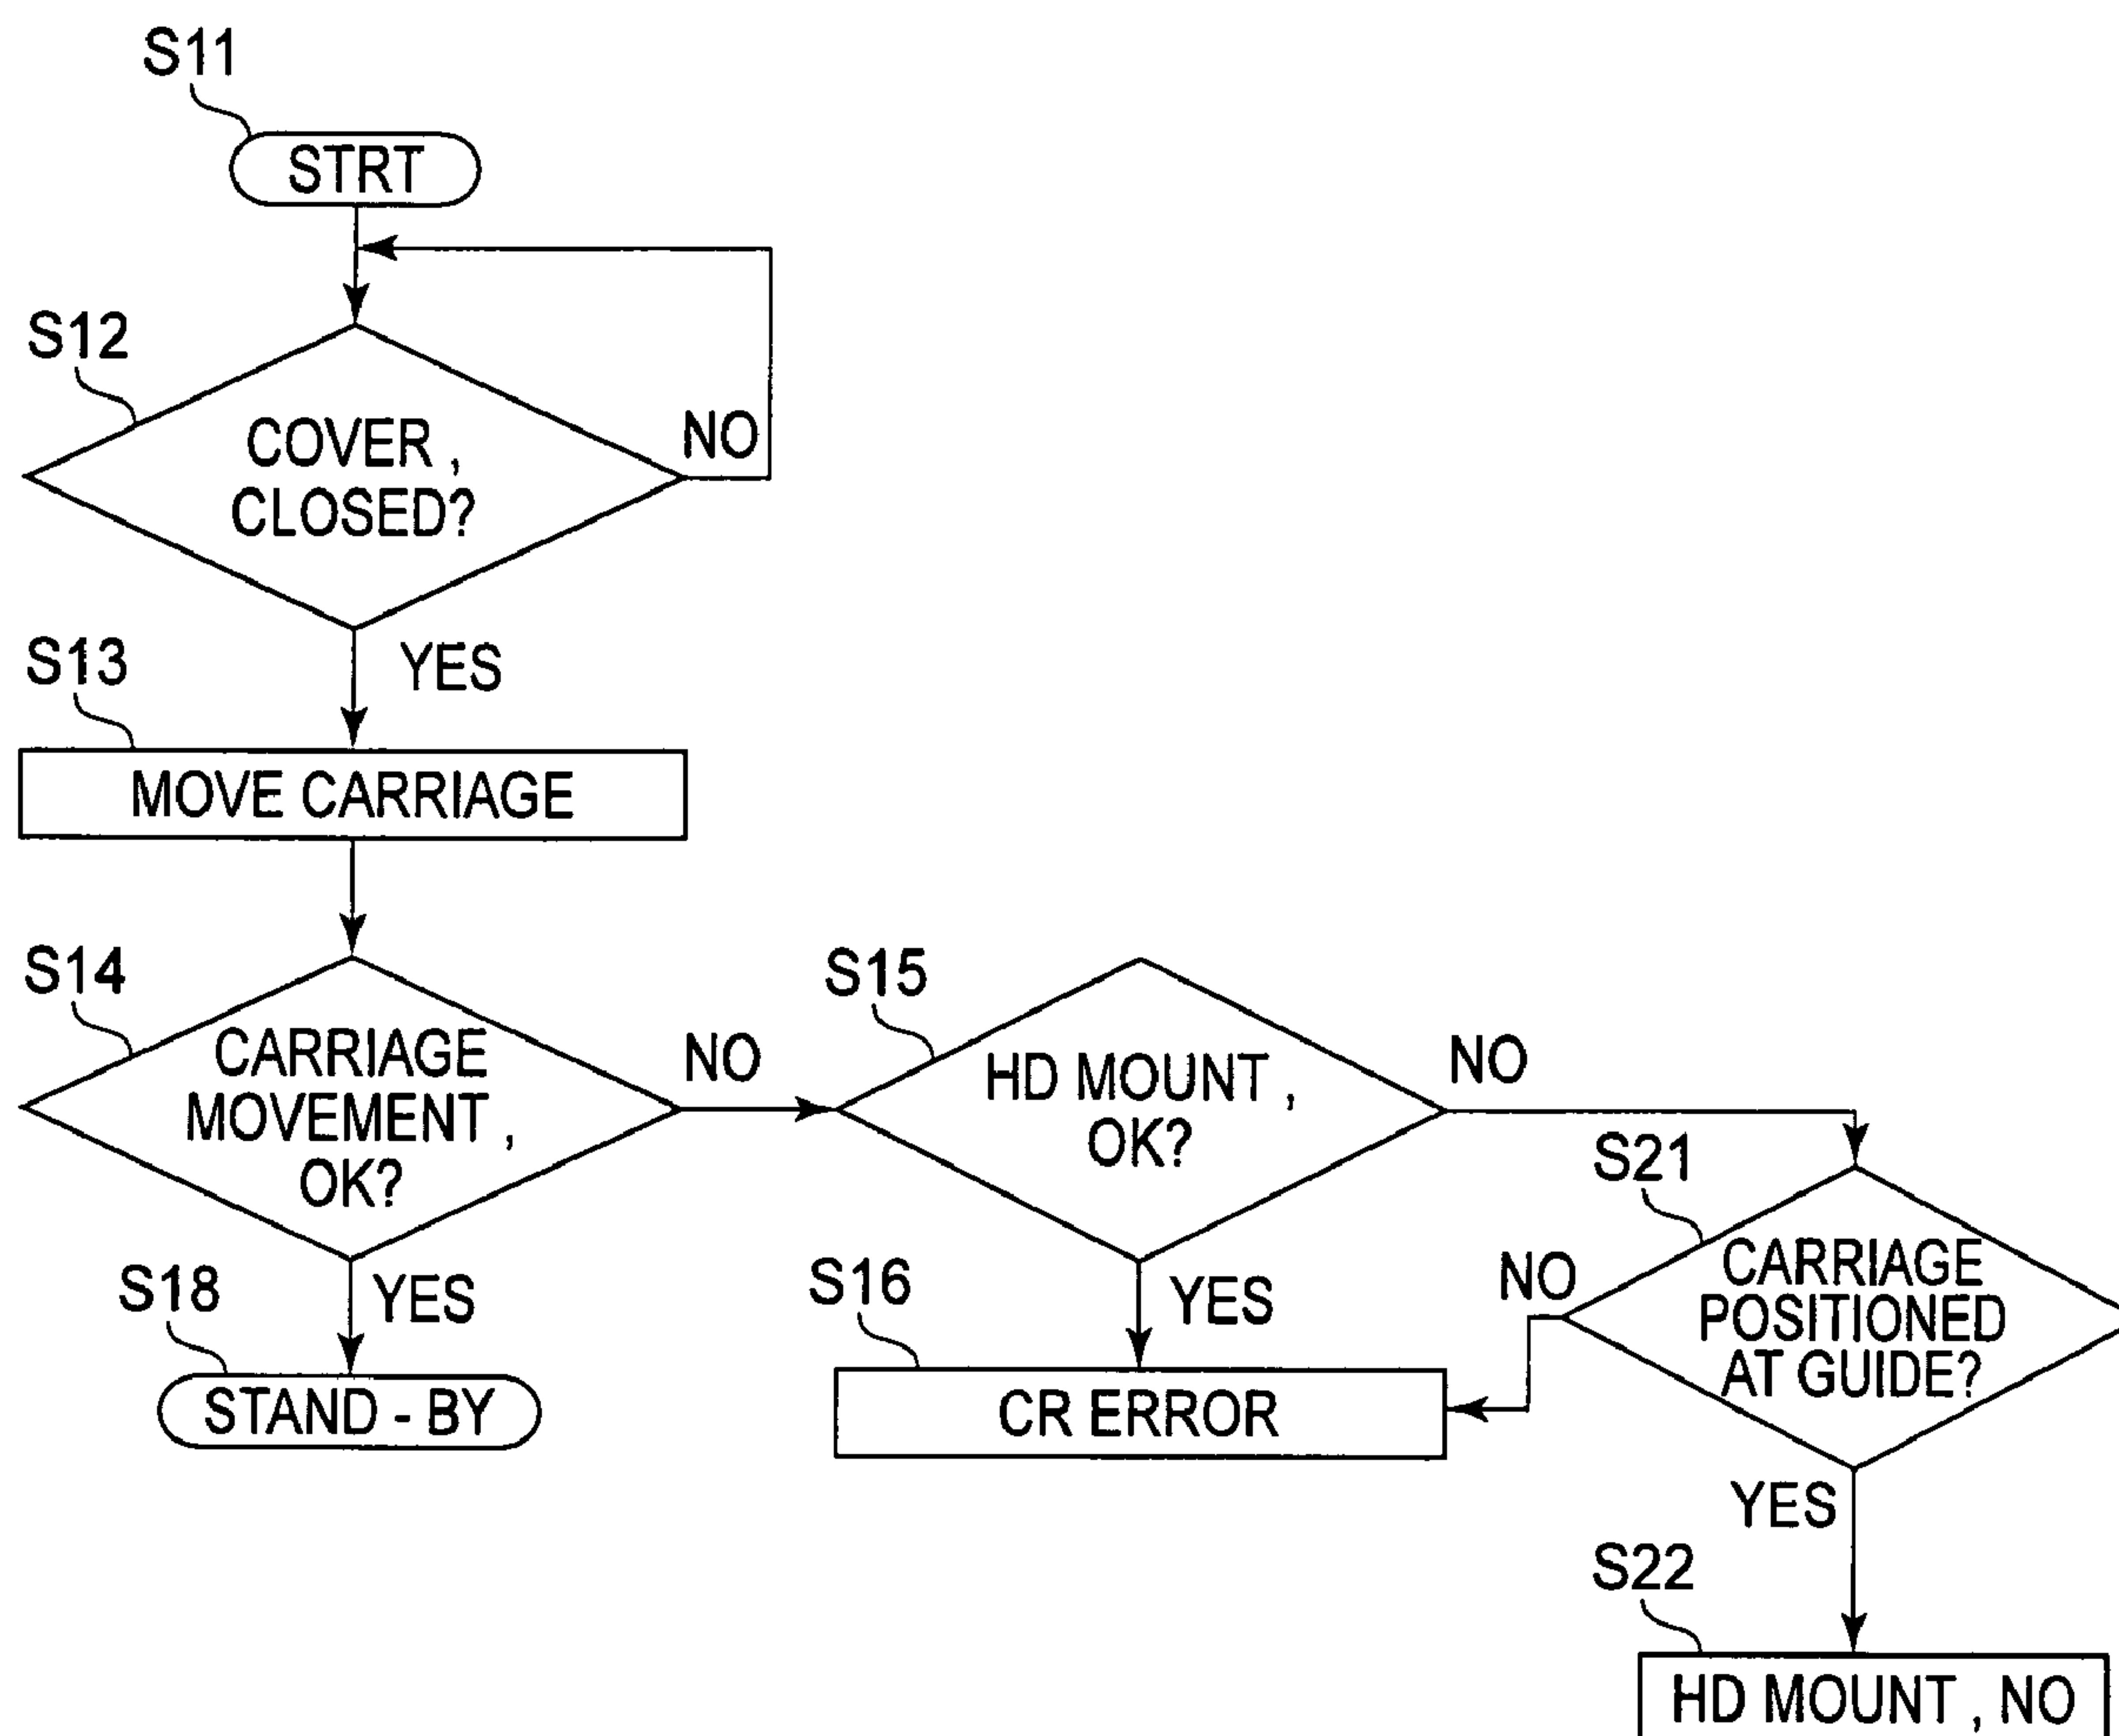 S11
STRT
S12
COVER ,
CLOSED?
NO
YES
S13
MOVE CARRIAGE
S14
CARRIAGE
MOVEMENT ,
OK?
NO
YES
S18
STAND - BY
S15
HD MOUNT ,
OK?
NO
YES
S16
CR ERROR
S21
CARRIAGE
POSITIONED
AT GUIDE?
NO
YES
S22
HD MOUNT , NO